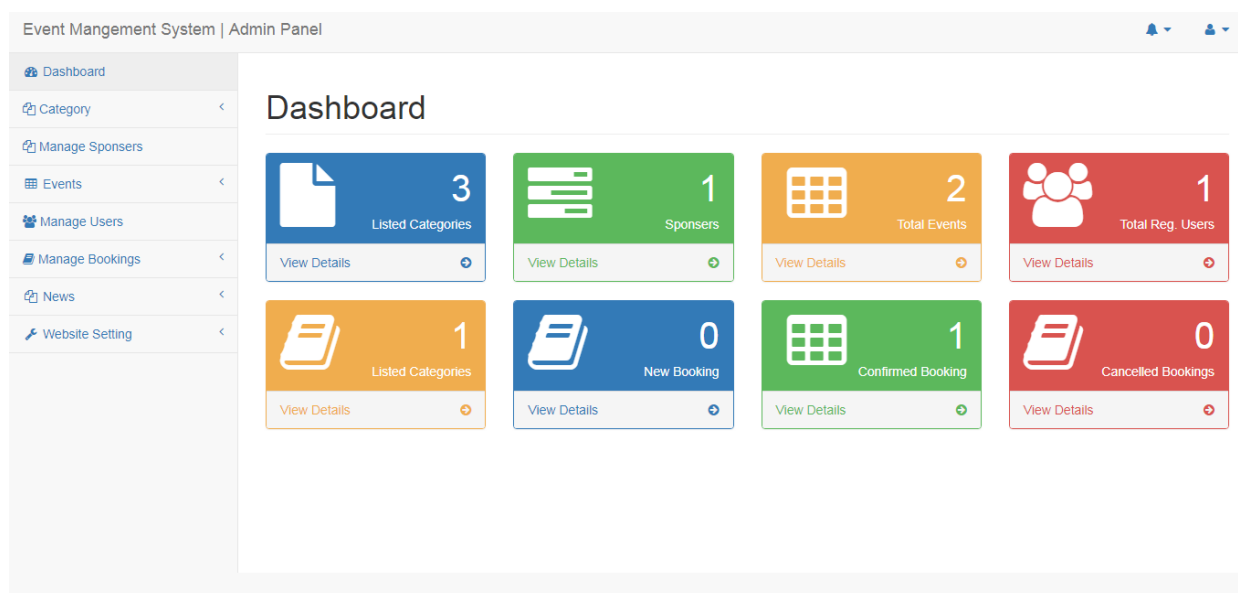 Event Mangement System | Admin Panel
Dashboard
Category
Manage Sponsers
Events
Manage Users
Manage Bookings
News
Website Setting
Dashboard
3
Listed Categories
View Details
1
Sponsers
View Details
2
Total Events
View Details
1
Total Reg. Users
View Details
1
Listed Categories
View Details
0
New Booking
View Details
1
Confirmed Booking
View Details
0
Cancelled Bookings
View Details